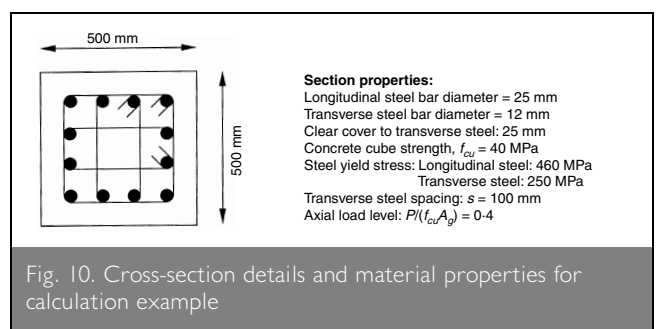 500 mm
500 mm
Section properties:
Longitudinal steel bar diameter = 25 mm
Transverse steel bar diameter = 12 mm
Clear cover to transverse steel: 25 mm
Concrete cube strength, fcu = 40 MPa
Steel yield stress: Longitudinal steel: 460 MPa
Transverse steel: 250 MPa
Transverse steel spacing: s = 100 mm
Axial load level: P/(fcuAg) = 0·4
Fig. 10. Cross-section details and material properties for
calculation example